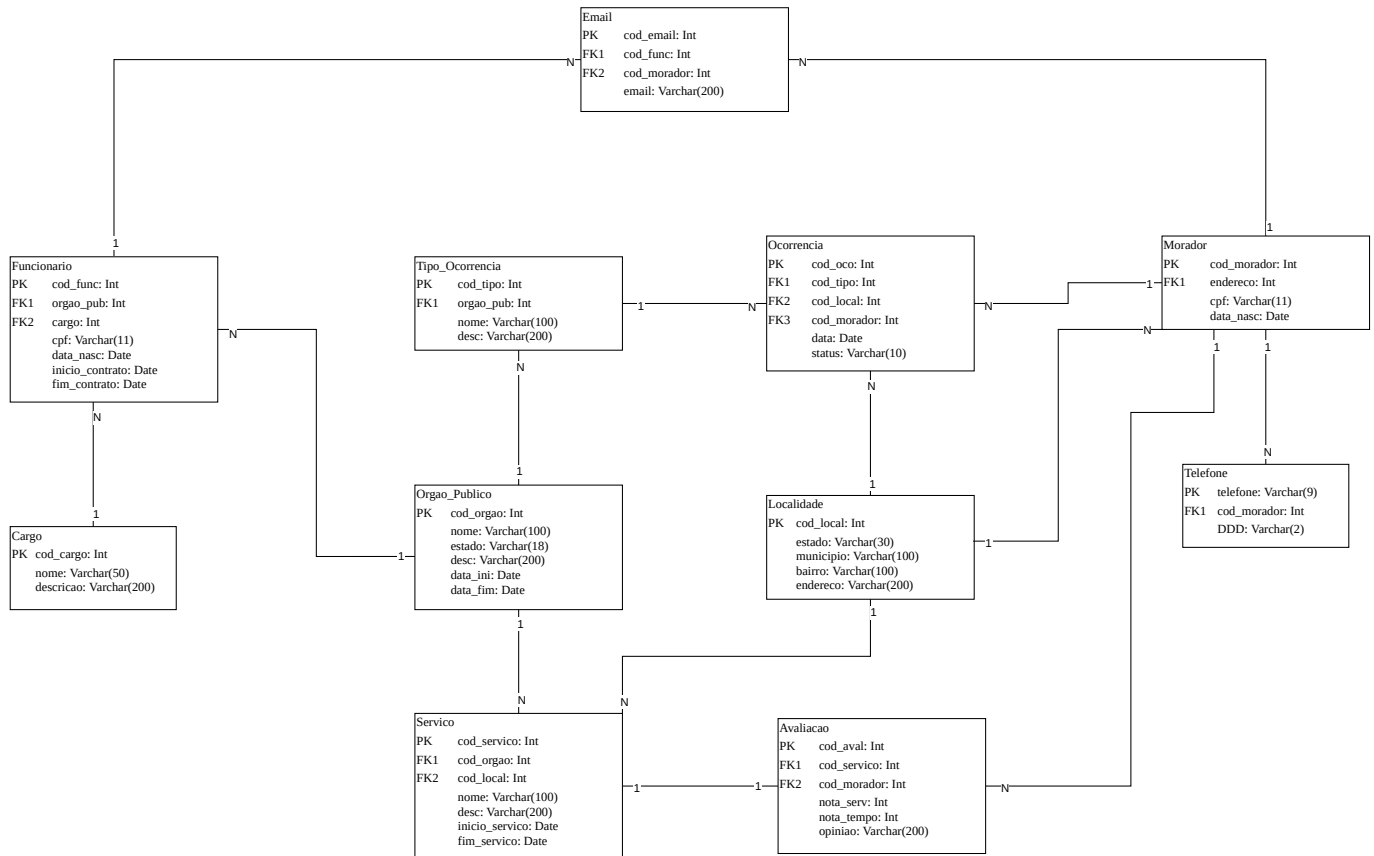 Email
PK cod_email: Int
FK1 cod_func: Int
FK2 cod_morador: Int
email: Varchar(200)
N
N
1
1
Funcionario
PK cod_func: Int
FK1 orgao_pub: Int
FK2 cargo: Int
cpf: Varchar(11)
data_nasc: Date
inicio_contrato: Date
fim_contrato: Date
N
N
Tipo_Ocorrencia
PK cod_tipo: Int
FK1 orgao_pub: Int
nome: Varchar(100)
desc: Varchar(200)
1
N
N
Ocorrencia
PK cod_oco: Int
FK1 cod_tipo: Int
FK2 cod_local: Int
FK3 cod_morador: Int
data: Date
status: Varchar(10)
N
N
1
Morador
PK cod_morador: Int
FK1 endereco: Int
cpf: Varchar(11)
data_nasc: Date
N
1
1
1
Cargo
PK cod_cargo: Int
nome: Varchar(50)
descricao: Varchar(200)
1
1
Orgao_Publico
PK cod_orgao: Int
nome: Varchar(100)
estado: Varchar(18)
desc: Varchar(200)
data_ini: Date
data_fim: Date
1
1
Localidade
PK cod_local: Int
estado: Varchar(30)
municipio: Varchar(100)
bairro: Varchar(100)
endereco: Varchar(200)
1
1
N
Telefone
PK telefone: Varchar(9)
FK1 cod_morador: Int
DDD: Varchar(2)
N
N
Servico
PK cod_servico: Int
FK1 cod_orgao: Int
FK2 cod_local: Int
nome: Varchar(100)
desc: Varchar(200)
inicio_servico: Date
fim_servico: Date
1
1
Avaliacao
PK cod_aval: Int
FK1 cod_servico: Int
FK2 cod_morador: Int
nota_serv: Int
nota_tempo: Int
opiniao: Varchar(200)
N